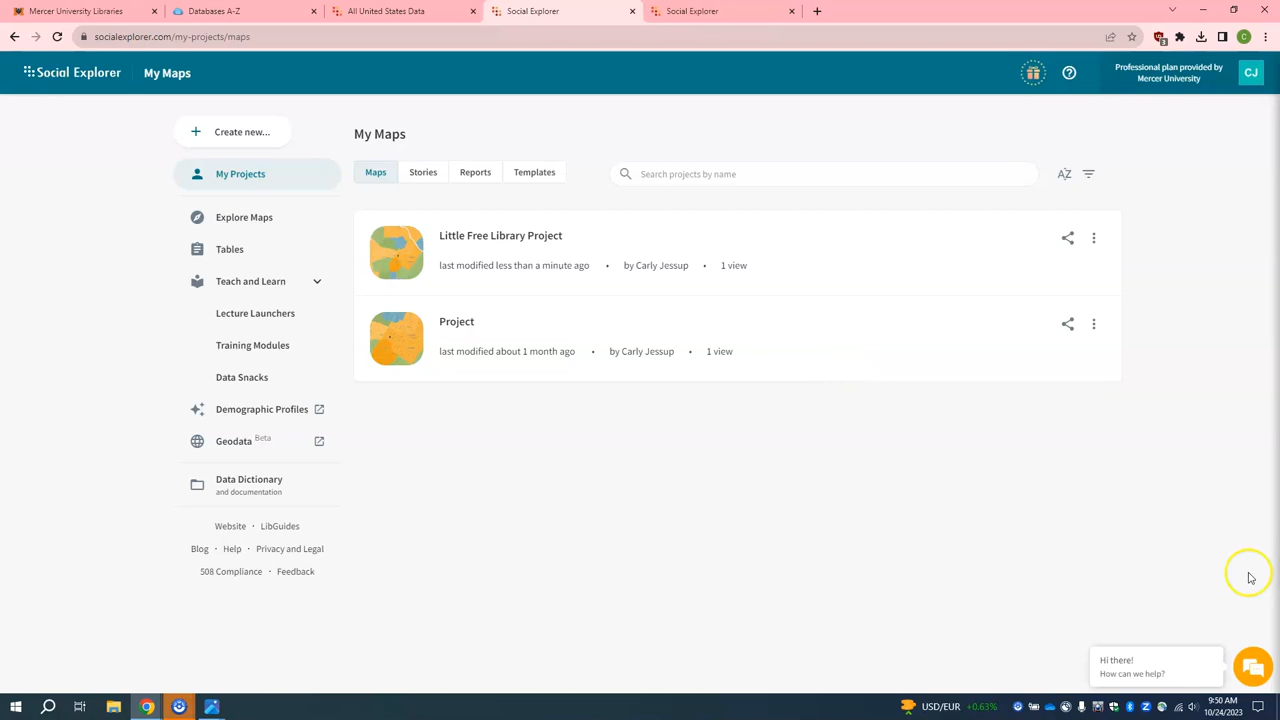 Mercer University Libraries
Databases A-Z
All United States Data
Social Explorer
Social Explorer
socialexplorer.com/my-projects/maps
Social Explorer
My Maps
Professional plan provided by
Mercer University
CJ
Create new...
My Projects
Explore Maps
Tables
Teach and Learn
Lecture Launchers
Training Modules
Data Snacks
Demographic Profiles
Geodata Beta
Data Dictionary
and documentation
Website · LibGuides
Blog · Help · Privacy and Legal
508 Compliance · Feedback
My Maps
Maps
Stories
Reports
Templates
Search projects by name
Little Free Library Project
last modified less than a minute ago • by Carly Jessup • 1 view
Project
last modified about 1 month ago • by Carly Jessup • 1 view
Hi there!
How can we help?
USD/EUR +0.63%
9:50 AM
10/24/2023